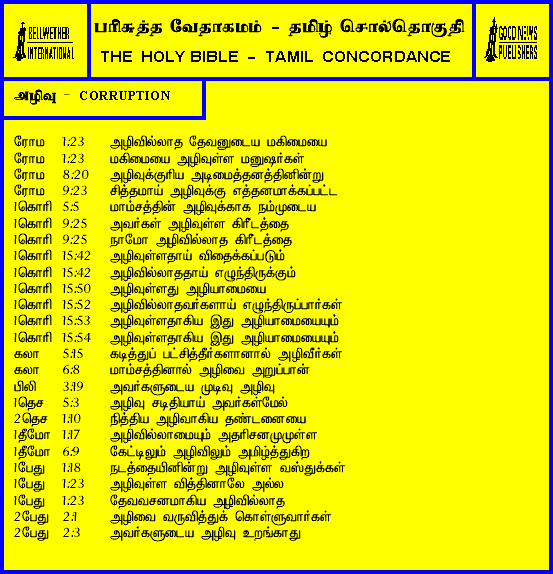 BELLWETHER
INTERNATIONAL
பரிசுத்த வேதாகமம் - தமிழ் சொல்தொகுதி
THE HOLY BIBLE - TAMIL CONCORDANCE
GOOD NEWS
PUBLISHERS
அழிவு - CORRUPTION
ரோம 1:23 அழிவில்லாத தேவனுடைய மகிமையை
ரோம 1:23 மகிமையை அழிவுள்ள மனுஷர்கள்
ரோம 8:20 அழிவுக்குரிய அடிமைத்தனத்தினின்று
ரோம 9:23 சித்தமாய் அழிவுக்கு எத்தனமாக்கப்பட்ட
1கொரி 5:5 மாம்சத்தின் அழிவுக்காக நம்முடைய
1கொரி 9:25 அவர்கள் அழிவுள்ள கிரீடத்தை
1கொரி 9:25 நாமோ அழிவில்லாத கிரீடத்தை
1கொரி 15:42 அழிவுள்ளதாய் விதைக்கப்படும்
1கொரி 15:42 அழிவில்லாததாய் எழுந்திருக்கும்
1கொரி 15:50 அழிவுள்ளது அழியாமையை
1கொரி 15:52 அழிவில்லாதவர்களாய் எழுந்திருப்பார்கள்
1கொரி 15:53 அழிவுள்ளதாகிய இது அழியாமையையும்
1கொரி 15:54 அழிவுள்ளதாகிய இது அழியாமையையும்
கலா 5:15 கடித்துப் பட்சித்தீர்களானால் அழிவீர்கள்
கலா 6:8 மாம்சத்தினால் அழிவை அறுப்பான்
பிலி 3:19 அவர்களுடைய முடிவு அழிவு
1தெச 5:3 அழிவு சடிதியாய் அவர்கள்மேல்
2தெச 1:10 நித்திய அழிவாகிய தண்டனையை
1தீமோ 1:17 அழிவில்லாமையும் அதரிசனமுமுள்ள
1தீமோ 6:9 கேட்டிலும் அழிவிலும் அமிழ்த்துகிற
1பேது 1:18 நடத்தையினின்று அழிவுள்ள வஸ்துக்கள்
1பேது 1:23 அழிவுள்ள வித்தினாலே அல்ல
1பேது 1:23 தேவவசனமாகிய அழிவில்லாத
2பேது 2:1 அழிவை வருவித்துக் கொள்ளுவார்கள்
2பேது 2:3 அவர்களுடைய அழிவு உறங்காது